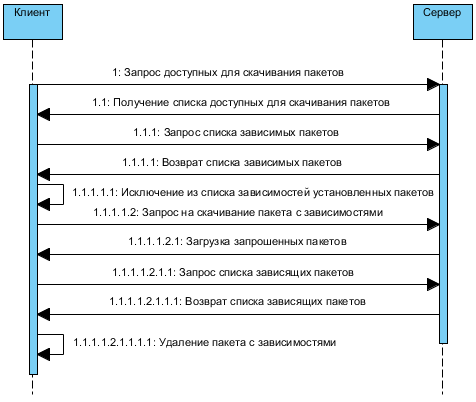 Клиент
Сервер
1: Запрос доступных для скачивания пакетов
1.1: Получение списка доступных для скачивания пакетов
1.1.1: Запрос списка зависимых пакетов
1.1.1.1: Возврат списка зависимых пакетов
1.1.1.1.1: Исключение из списка зависимостей установленных пакетов
1.1.1.1.2: Запрос на скачивание пакета с зависимостями
1.1.1.1.2.1: Загрузка запрошенных пакетов
1.1.1.1.2.1.1: Запрос списка зависящих пакетов
1.1.1.1.2.1.1.1: Возврат списка зависящих пакетов
1.1.1.1.2.1.1.1.1: Удаление пакета с зависимостями